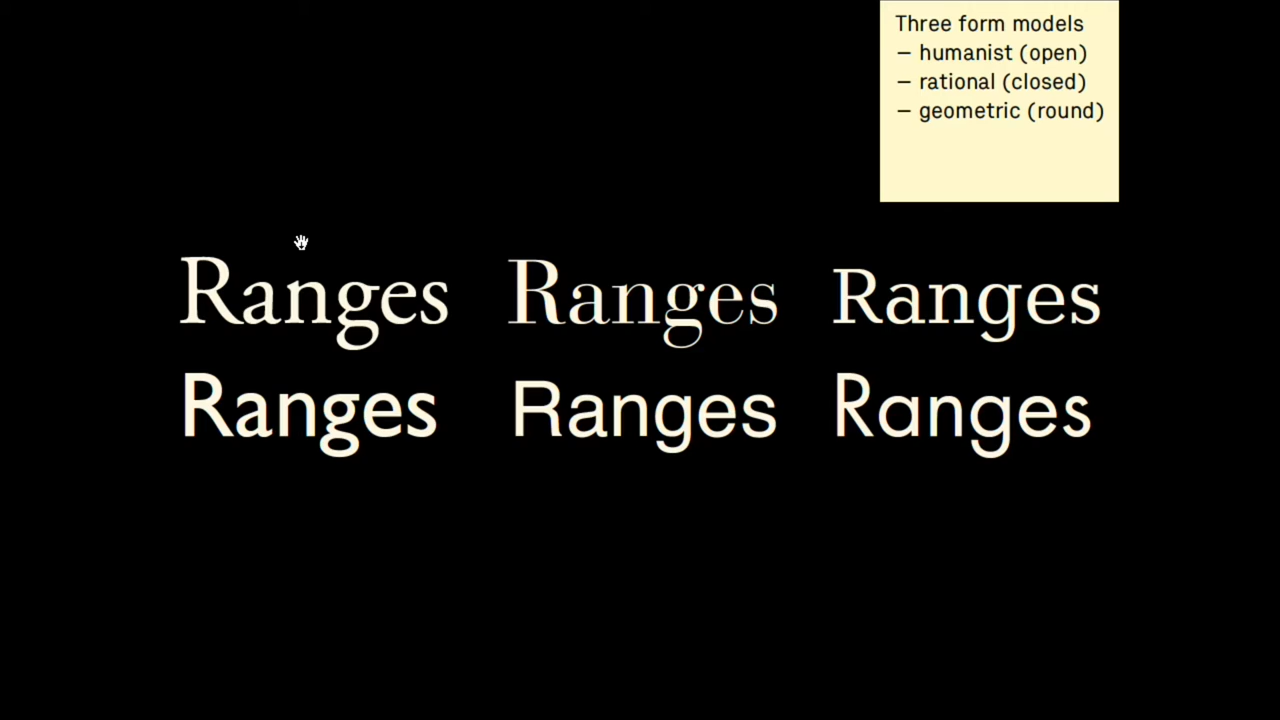 Three form models
– humanist (open)
– rational (closed)
– geometric (round)
Ranges Ranges Ranges
Ranges Ranges Ranges